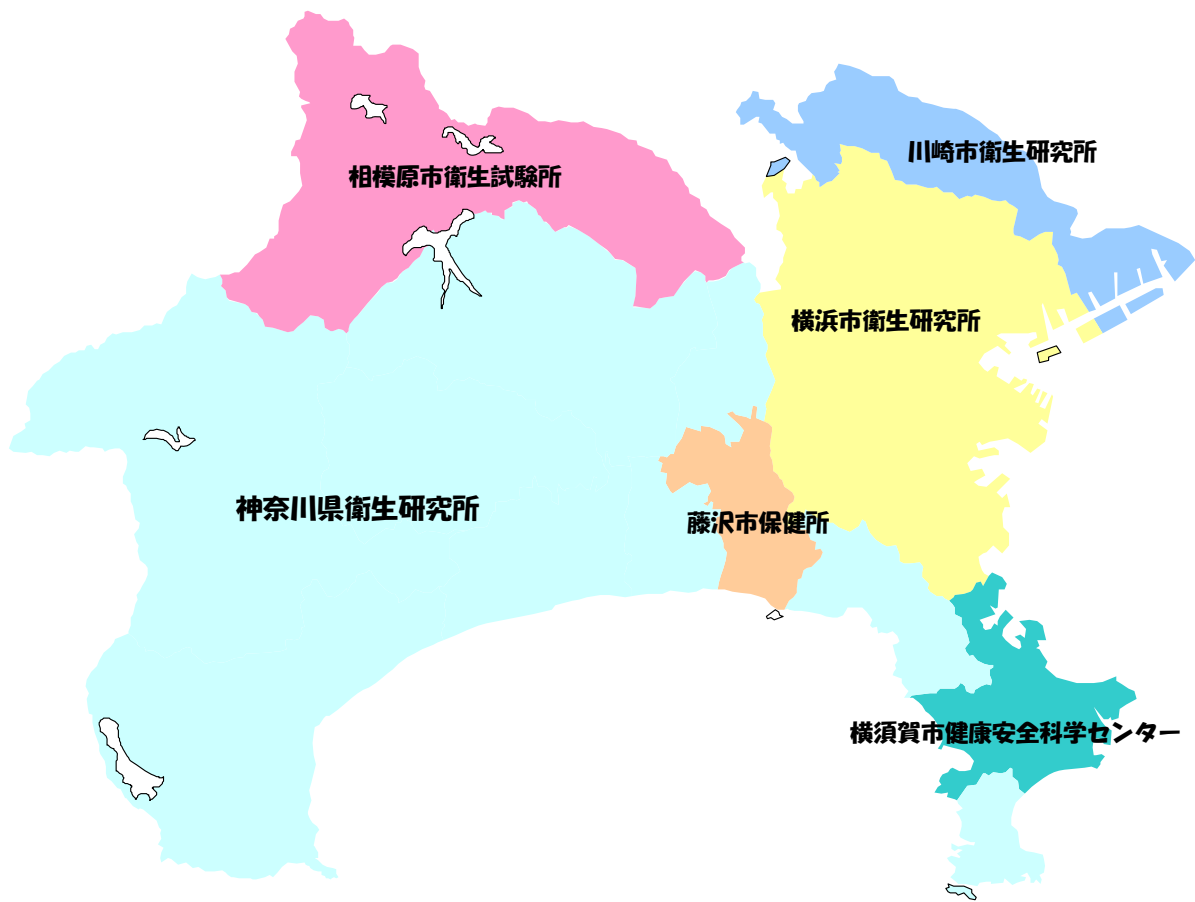 川崎市衛生研究所
相模原市衛生試験所
横浜市衛生研究所
神奈川県衛生研究所
藤沢市保健所
横須賀市健康安全科学センター